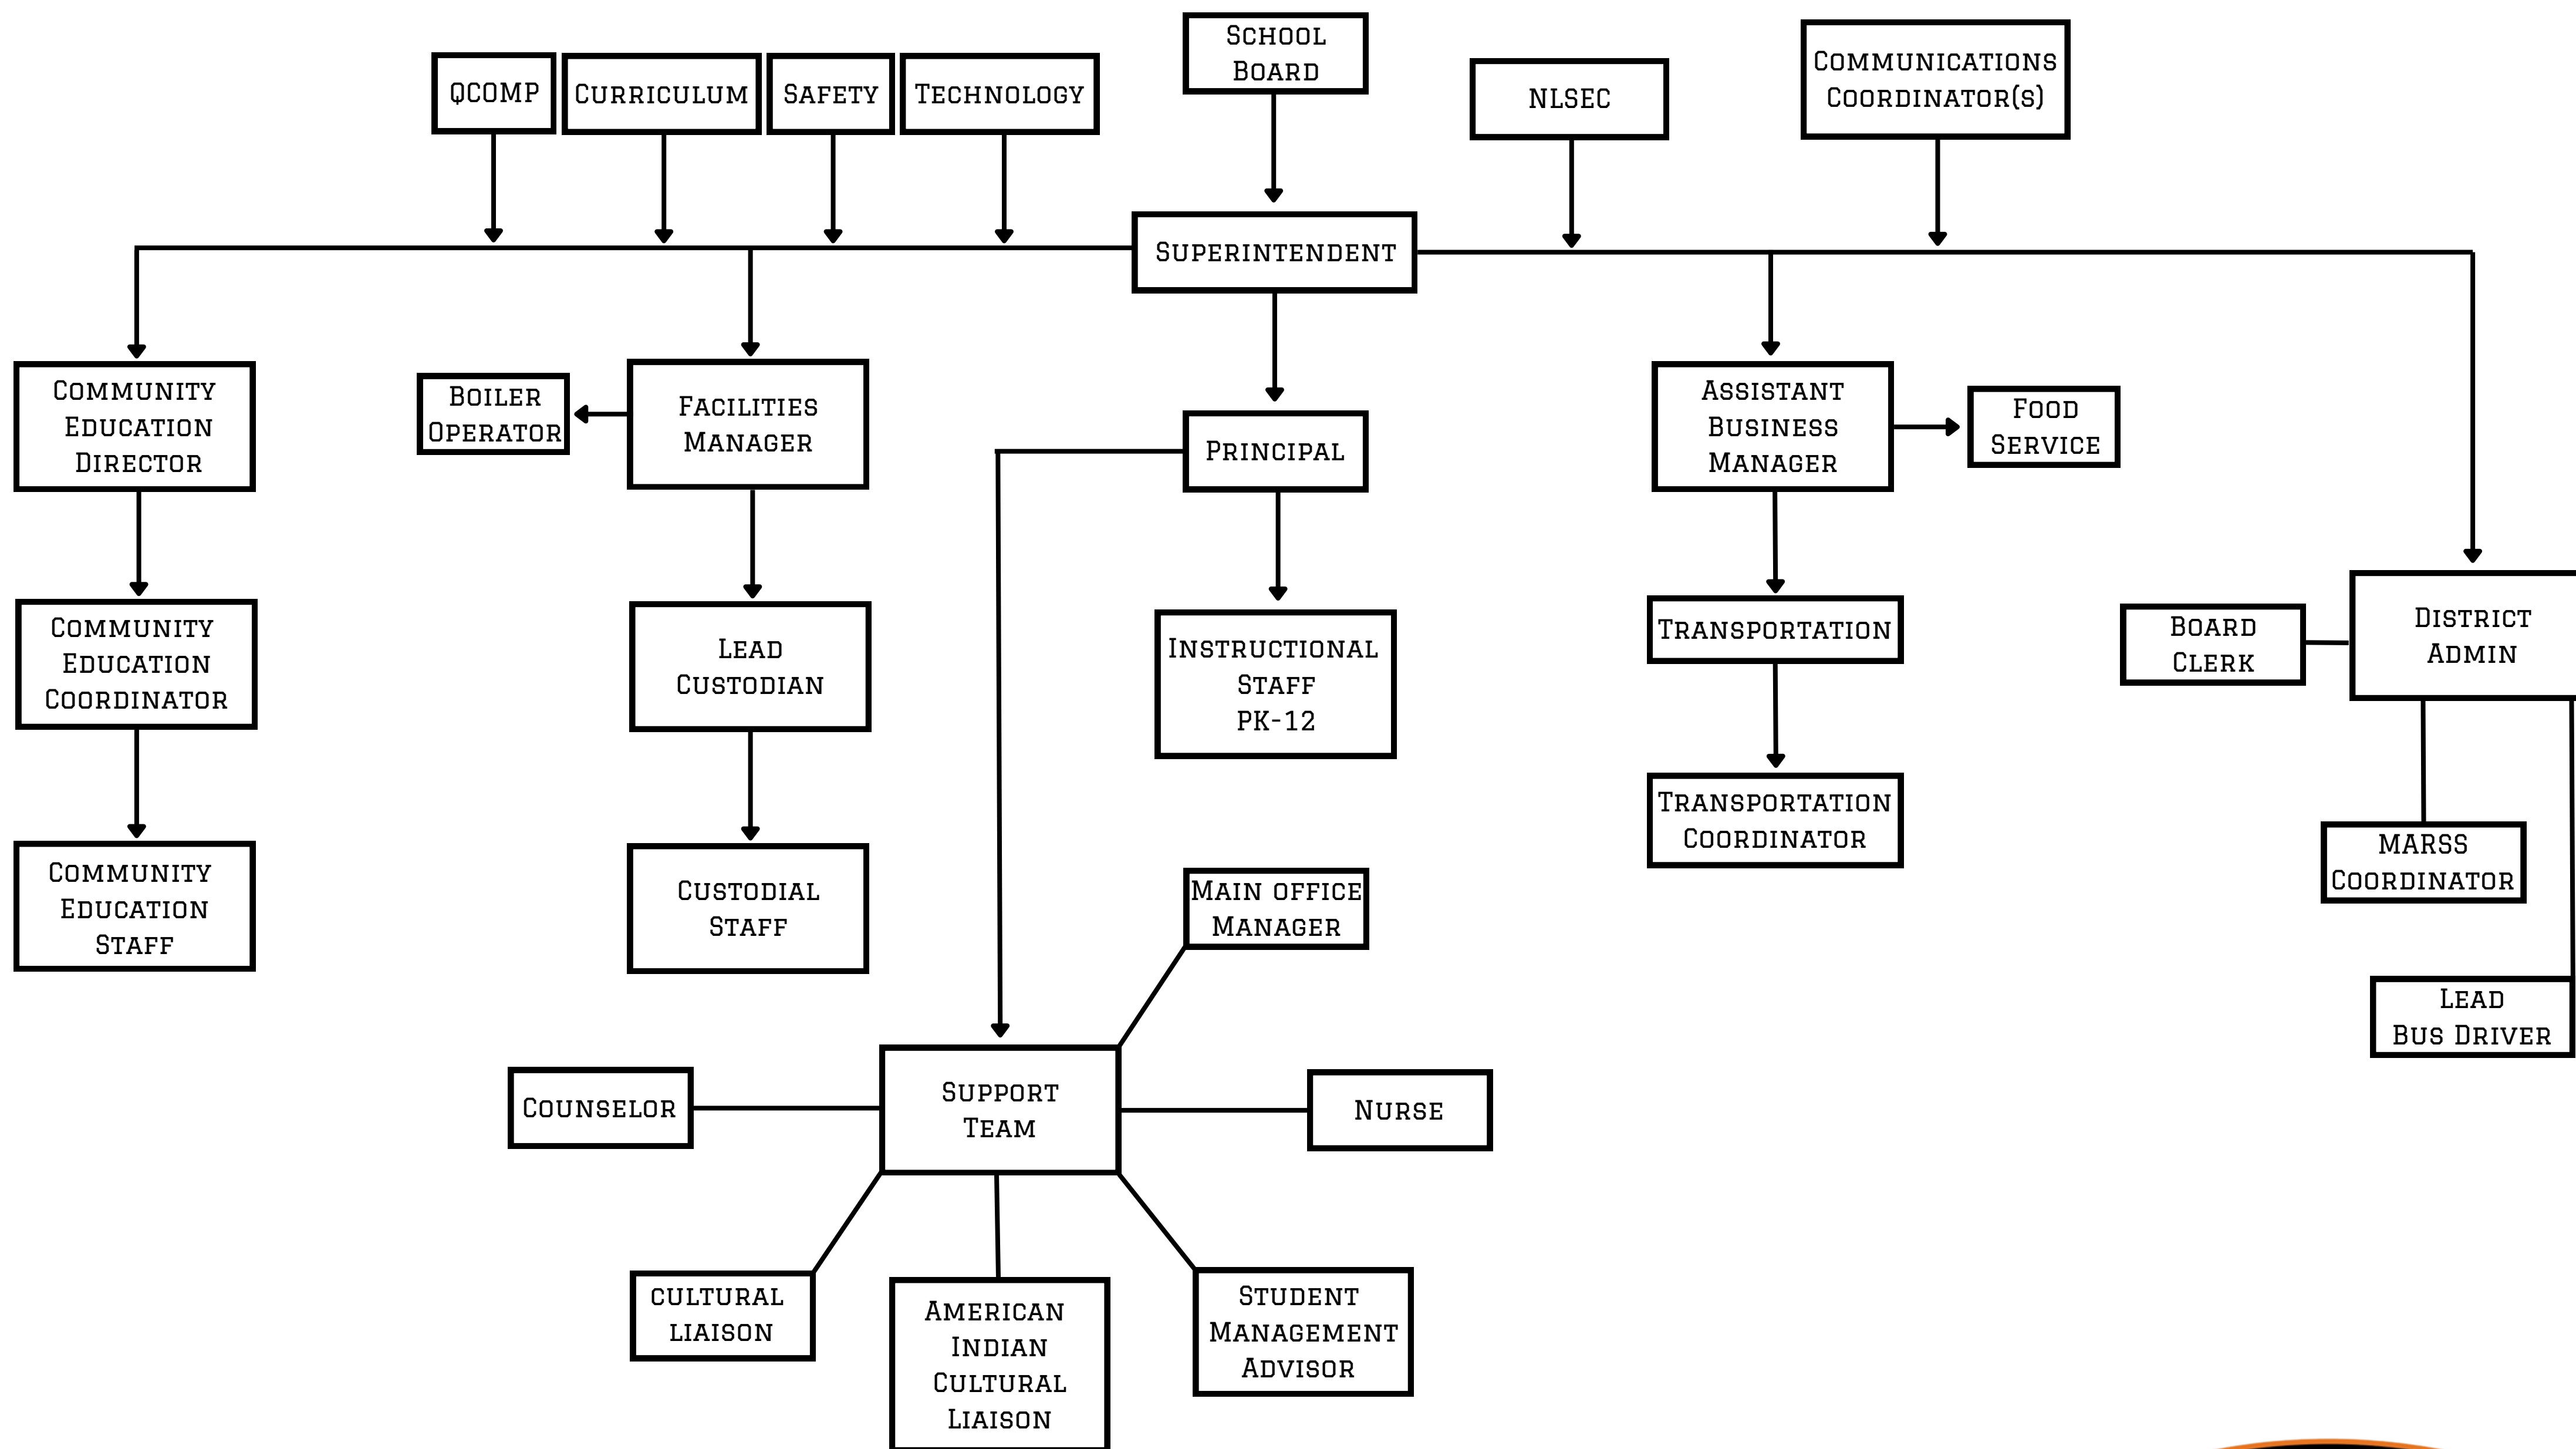 School
Board
QCOMP
Curriculum
Safety
Technology
NLSEC
Communications
Coordinator(s)
Superintendent
Community
Education
Director
Boiler
Operator
Facilities
Manager
Principal
Assistant
Business
Manager
Food
Service
Community
Education
Coordinator
Lead
Custodian
Instructional
Staff
PK-12
Transportation
Board
Clerk
District
Admin
Transportation
Coordinator
Community
Education
Staff
Custodial
Staff
Main office
Manager
MARSS
Coordinator
Lead
Bus Driver
Counselor
Support
Team
Nurse
cultural
liaison
American
Indian
Cultural
Liaison
Student
Management
Advisor